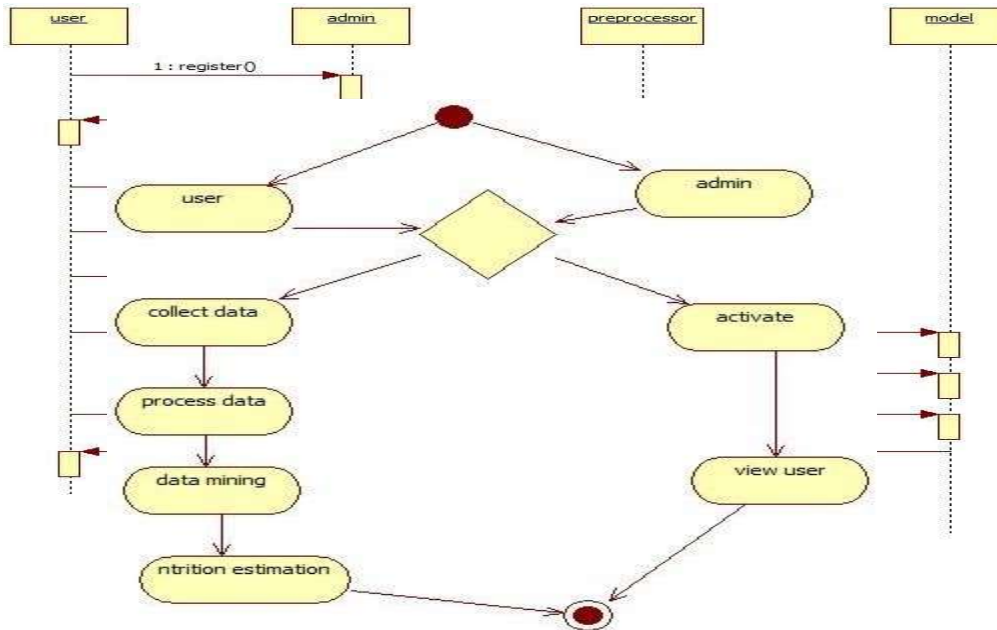 user
admin
preprocessor
model
1 : register()
user
admin
collect data
activate
process data
data mining
view user
ntrition estimation